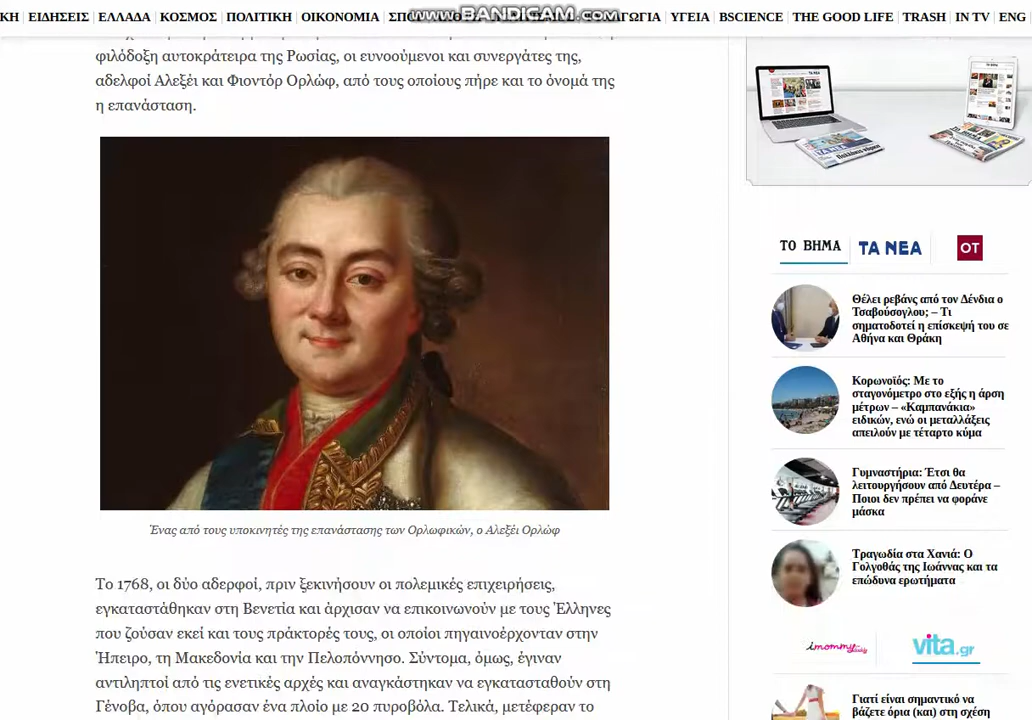 ΚΗ ΕΙΔΗΣΕΙΣ ΕΛΛΑΔΑ ΚΟΣΜΟΣ ΠΟΛΙΤΙΚΗ ΟΙΚΟΝΟΜΙΑ ΥΓΕΙΑ BSCIENCE THE GOOD LIFE TRASH IN TV ENG
www.BANDICAM.com
φιλόδοξη αυτοκράτειρα της Ρωσίας, οι ευνοούμενοι και συνεργάτες της,
αδελφοί Αλεξέι και Φιοντόρ Ορλώφ, από τους οποίους πήρε και το όνομά της
η επανάσταση.
Ένας από τους υποκινητές της επανάστασης των Ορλωφικών, ο Αλεξέι Ορλώφ
Το 1768, οι δύο αδερφοί, πριν ξεκινήσουν οι πολεμικές επιχειρήσεις,
εγκαταστάθηκαν στη Βενετία και άρχισαν να επικοινωνούν με τους Έλληνες
που ζούσαν εκεί και τους πράκτορές τους, οι οποίοι πηγαινοέρχονταν στην
Ήπειρο, τη Μακεδονία και την Πελοπόννησο. Σύντομα, όμως, έγιναν
αντιληπτοί από τις ενετικές αρχές και αναγκάστηκαν να εγκατασταθούν στη
Γένοβα, όπου αγόρασαν ένα πλοίο με 20 πυροβόλα. Τελικά, μετέφεραν το
ΤΑ ΝΕΑ
ΤΟ ΒΗΜΑ ΤΑ ΝΕΑ ΟΤ
Θέλει ρεβάνς από τον Δένδια ο
Τσαβούσογλου; – Τι
σηματοδοτεί η επίσκεψή του σε
Αθήνα και Θράκη
Κορωνοϊός: Με το
σταγονόμετρο στο εξής η άρση
μέτρων – «Καμπανάκια»
ειδικών, ενώ οι μεταλλάξεις
απειλούν με τέταρτο κύμα
Γυμναστήρια: Έτσι θα
λειτουργήσουν από Δευτέρα –
Ποιοι δεν πρέπει να φοράνε
μάσκα
Τραγωδία στα Χανιά: Ο
Γολγοθάς της Ιωάννας και τα
επώδυνα ερωτήματα
imommy vita.gr
Γιατί είναι σημαντικό να
βάζετε όρια (και) στη σχέση